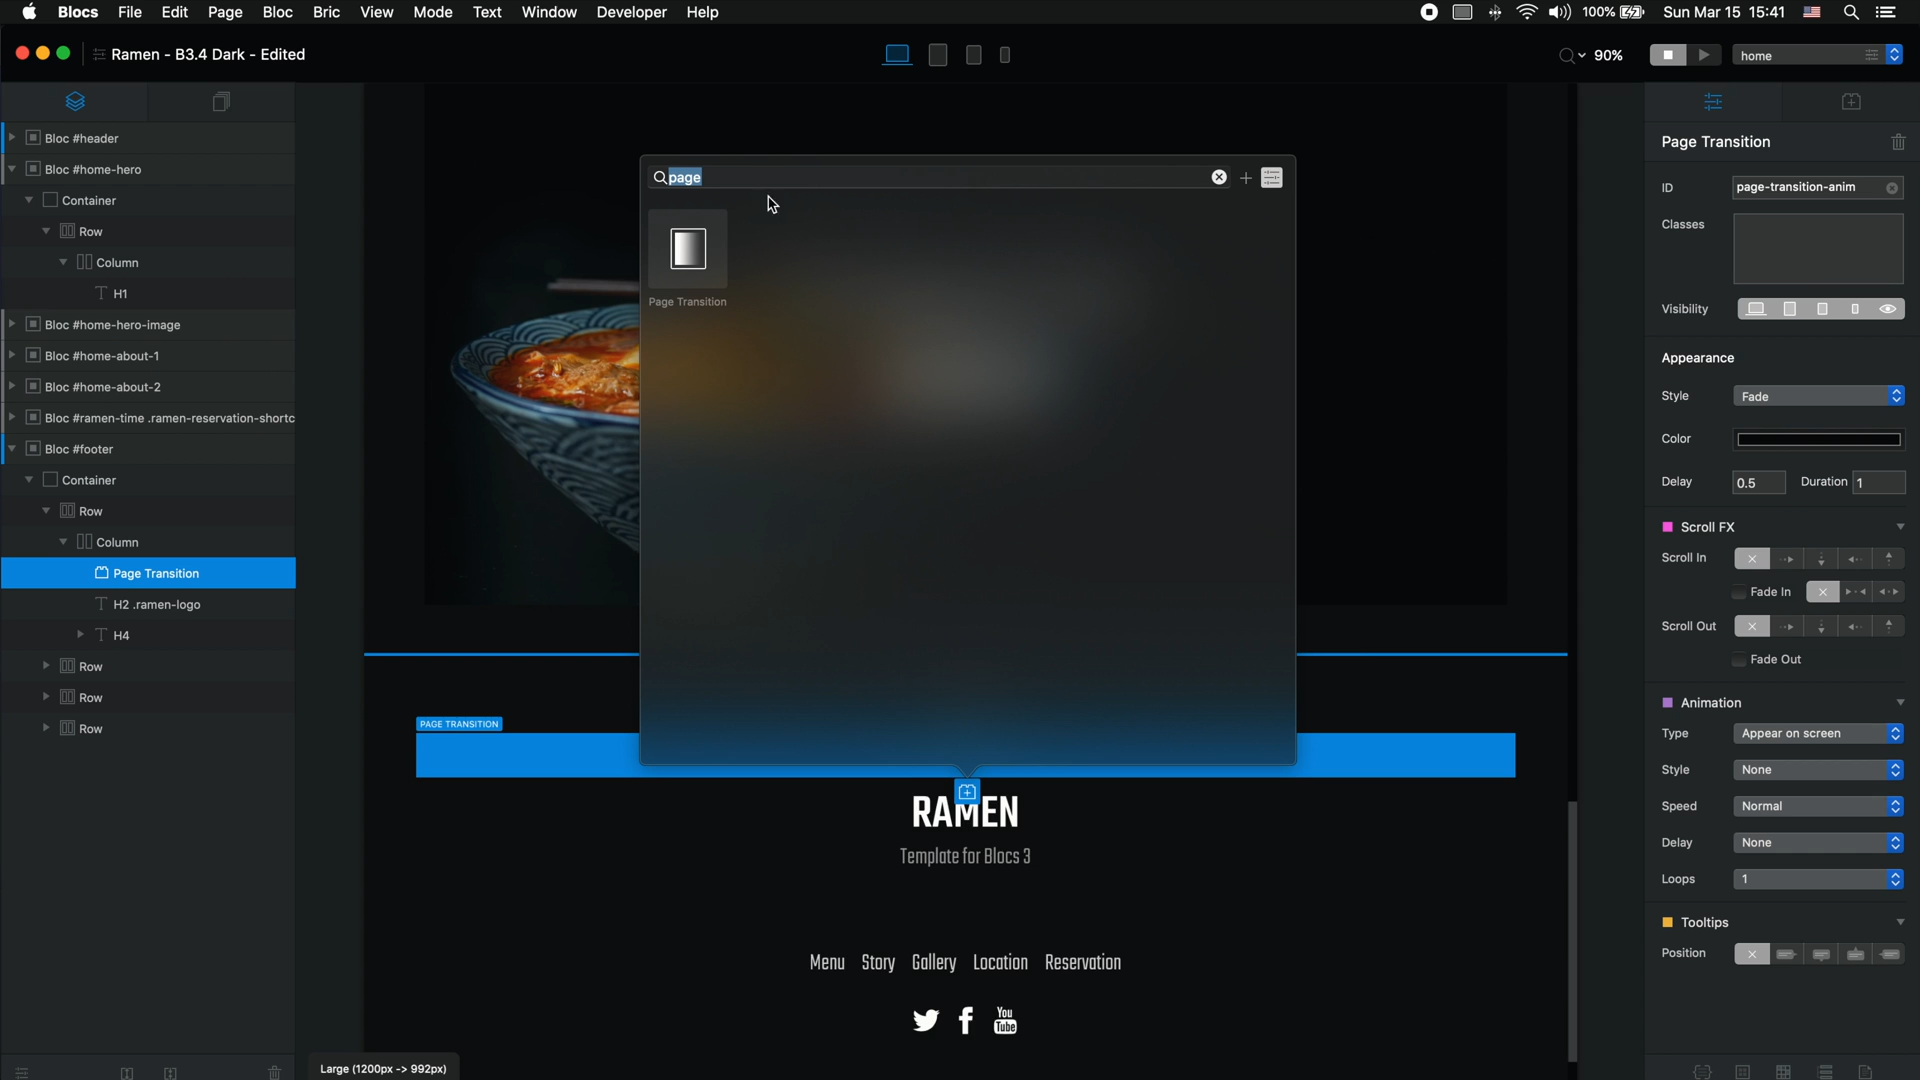 Blocs File Edit Page Bloc Bric View Mode Text Window Developer Help 100% Sun Mar 15 15:41
Ramen - B3.4 Dark - Edited 90% home
Bloc #header
Bloc #home-hero
Container
Row
Column
H1
Bloc #home-hero-image
Bloc #home-about-1
Bloc #home-about-2
Bloc #ramen-time .ramen-reservation-shortc
Bloc #footer
Container
Row
Column
Page Transition
H2 .ramen-logo
H4
Row
Row
Row
page
Page Transition
PAGE TRANSITION
RAMEN
Template for Blocs 3
Menu Story Gallery Location Reservation
You
Tube
Large (1200px -> 992px)
Page Transition
ID page-transition-anim
Classes
Visibility
Appearance
Style Fade
Color
Delay 0.5 Duration 1
Scroll FX
Scroll In
Fade In
Scroll Out
Fade Out
Animation
Type Appear on screen
Style None
Speed Normal
Delay None
Loops 1
Tooltips
Position